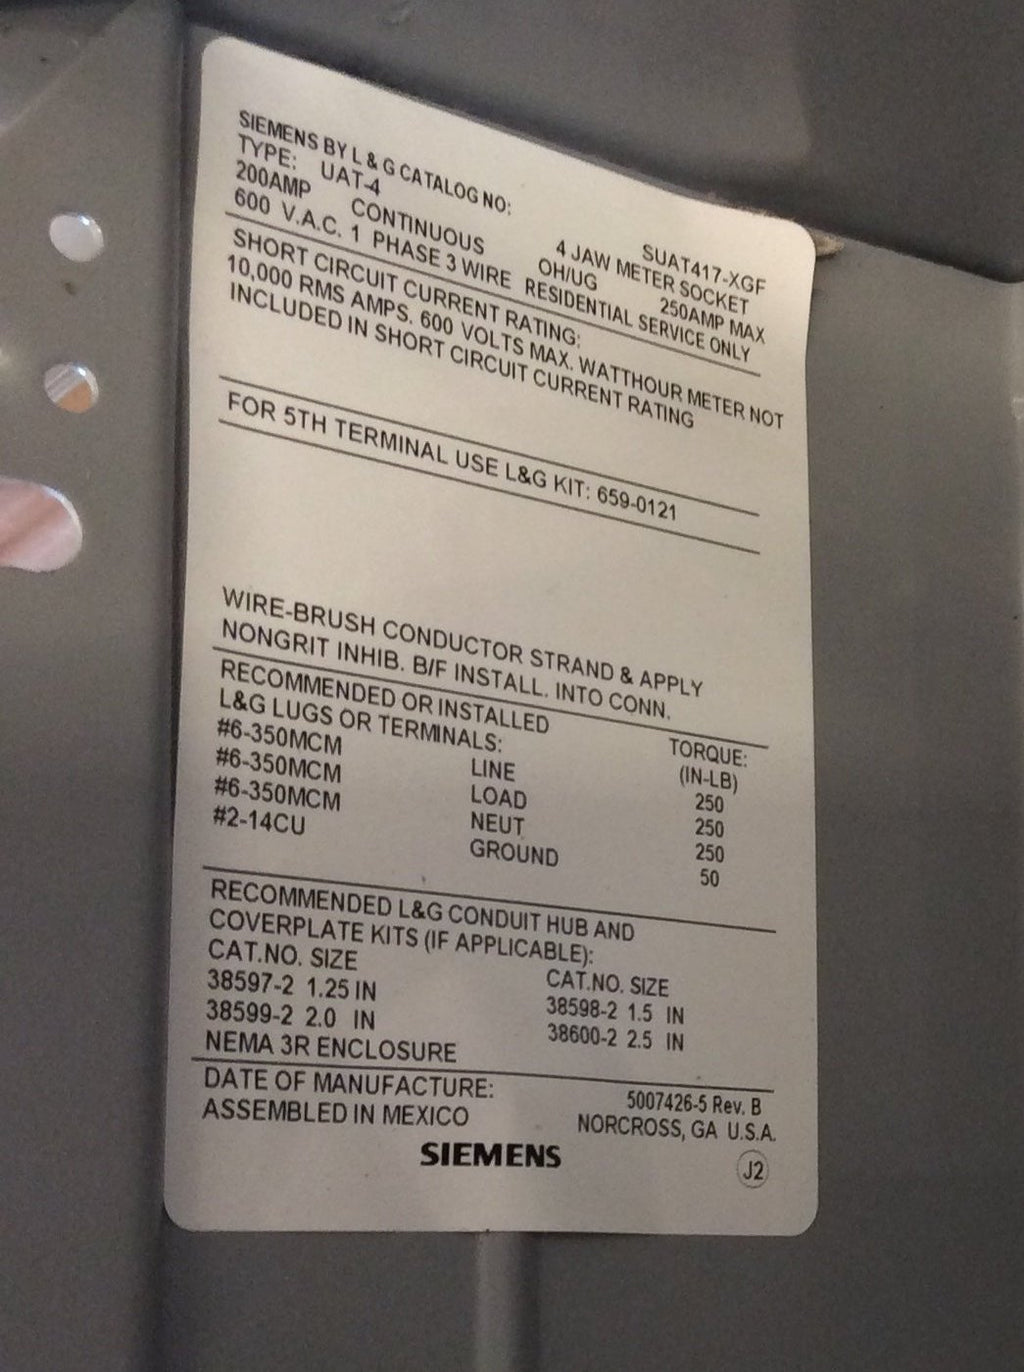 SIEMENS BY L & G CATALOG NO: SUAT417-XGF
TYPE: UAT-4 4 JAW METER SOCKET
200AMP CONTINUOUS OH/UG 250AMP MAX
600 V.A.C. 1 PHASE 3 WIRE RESIDENTIAL SERVICE ONLY
SHORT CIRCUIT CURRENT RATING:
10,000 RMS AMPS. 600 VOLTS MAX. WATTHOUR METER NOT
INCLUDED IN SHORT CIRCUIT CURRENT RATING
FOR 5TH TERMINAL USE L&G KIT: 659-0121
WIRE-BRUSH CONDUCTOR STRAND & APPLY
NONGRIT INHIB. B/F INSTALL. INTO CONN.
RECOMMENDED OR INSTALLED TORQUE:
L&G LUGS OR TERMINALS: (IN-LB)
#6-350MCM LINE 250
#6-350MCM LOAD 250
#6-350MCM NEUT 250
#2-14CU GROUND 50
RECOMMENDED L&G CONDUIT HUB AND
COVERPLATE KITS (IF APPLICABLE):
CAT.NO. SIZE CAT.NO. SIZE
38597-2 1.25 IN 38598-2 1.5 IN
38599-2 2.0 IN 38600-2 2.5 IN
NEMA 3R ENCLOSURE
DATE OF MANUFACTURE: 5007426-5 Rev. B
ASSEMBLED IN MEXICO NORCROSS, GA U.S.A.
SIEMENS J2